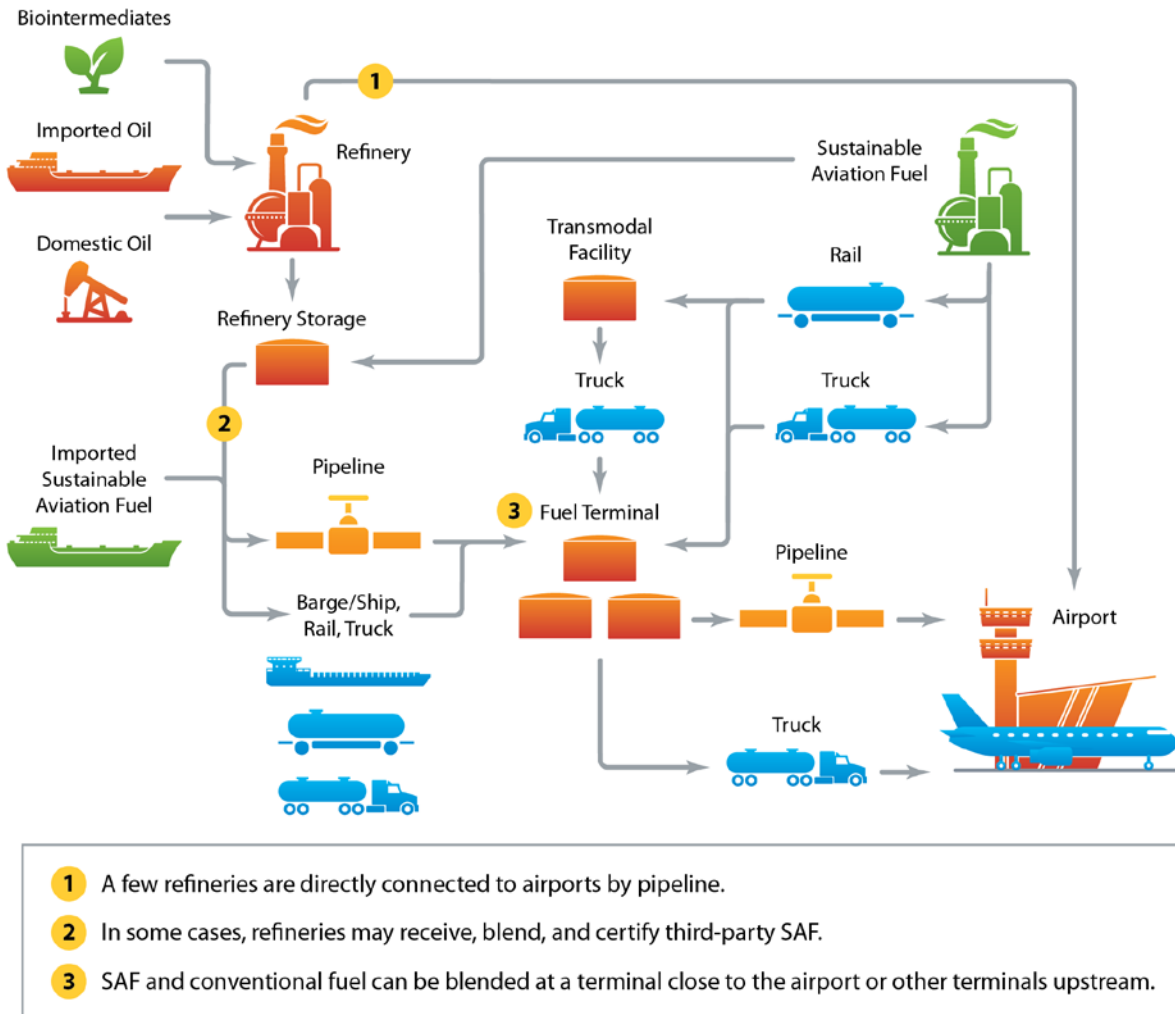 Biointermediates
1
Imported Oil
Refinery
Sustainable
Aviation Fuel
Domestic Oil
Transmodal
Facility
Rail
Refinery Storage
Truck
Truck
2
Imported
Sustainable
Aviation Fuel
Pipeline
3 Fuel Terminal
Pipeline
Barge/Ship,
Rail, Truck
Airport
Truck
1 A few refineries are directly connected to airports by pipeline.
2 In some cases, refineries may receive, blend, and certify third-party SAF.
3 SAF and conventional fuel can be blended at a terminal close to the airport or other terminals upstream.